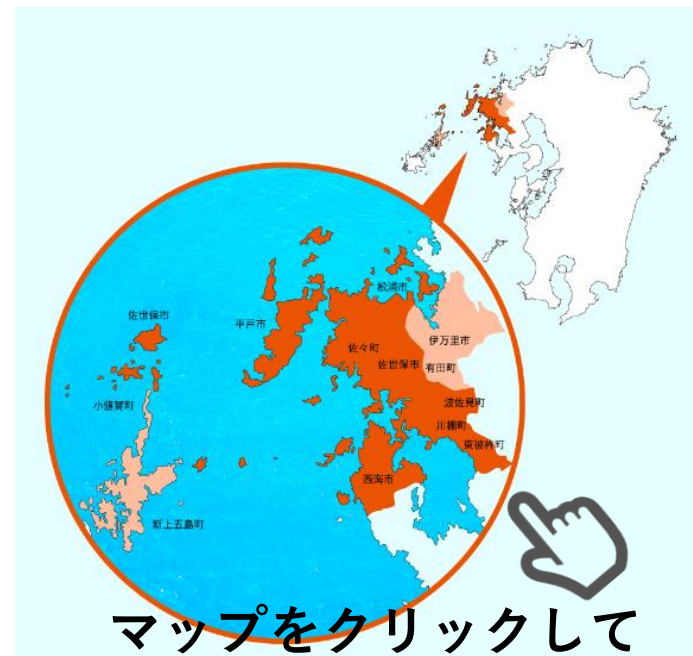 松浦市
佐世保市
平戸市
伊万里市
佐々町
佐世保市
有田町
小値賀町
波佐見町
川棚町
東彼杵町
西海市
新上五島町
マップをクリックして